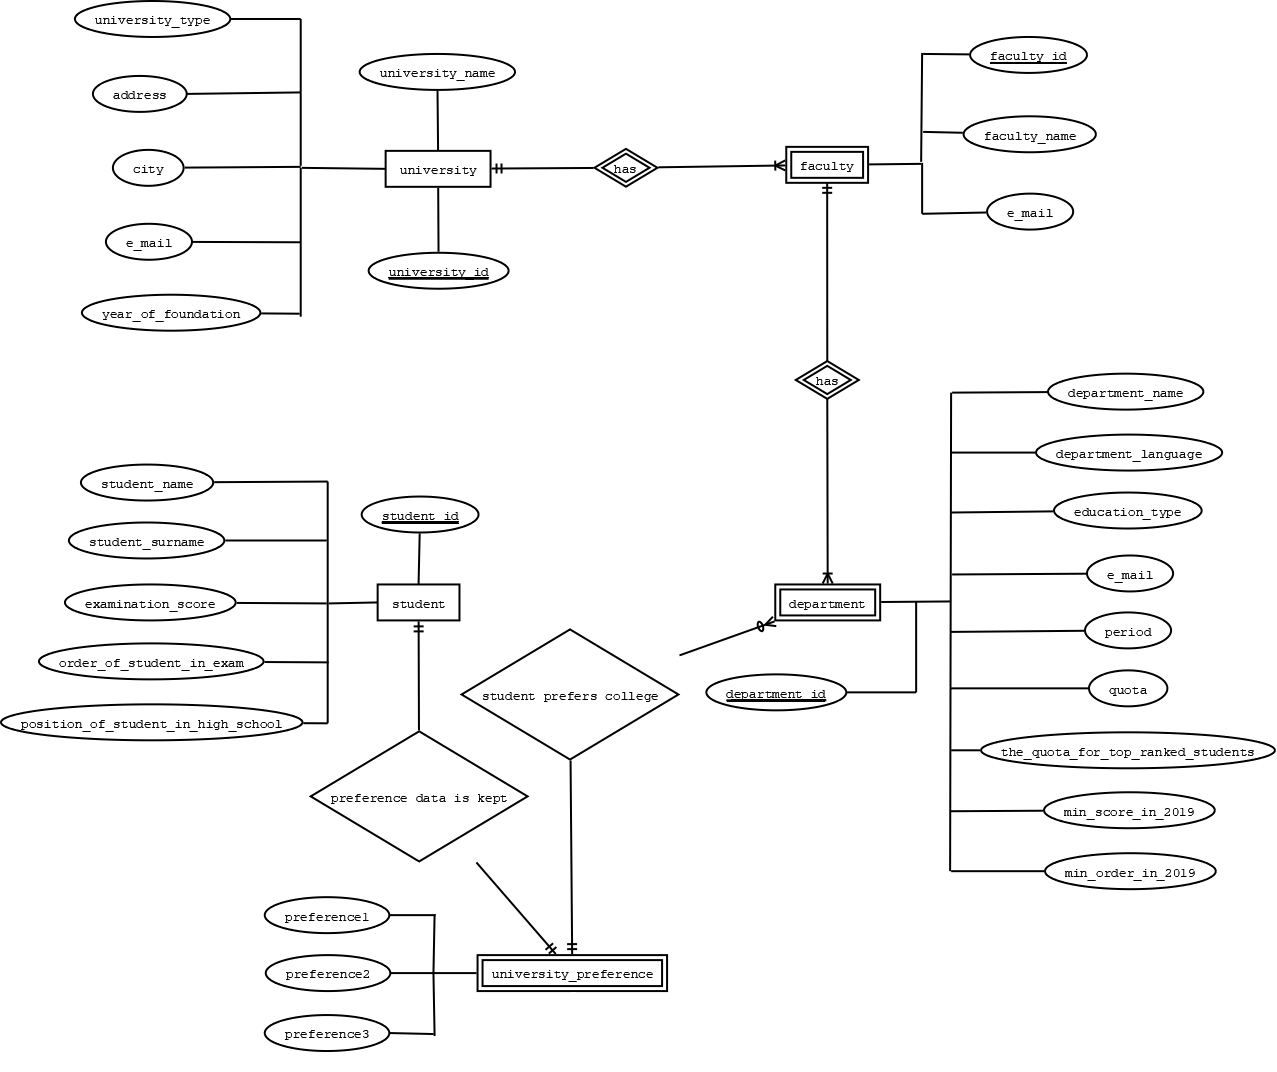 university_type
university_name
faculty_id
address
faculty_name
city
university
has
faculty
e_mail
e_mail
university_id
year_of_foundation
has
department_name
department_language
student_name
student_id
education_type
student_surname
e_mail
examination_score
student
department
period
order_of_student_in_exam
student prefers college
department_id
quota
position_of_student_in_high_school
the_quota_for_top_ranked_students
preference data is kept
min_score_in_2019
min_order_in_2019
preference1
preference2
university_preference
preference3